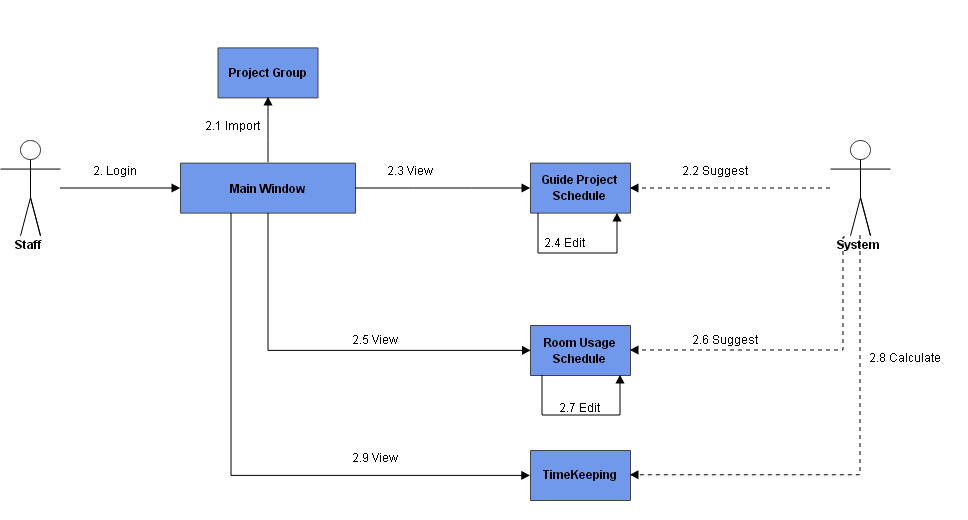 Project Group
2.1 Import
2. Login
2.3 View
2.2 Suggest
Main Window
Guide Project
Schedule
Staff
2.4 Edit
System
2.5 View
Room Usage
Schedule
2.6 Suggest
2.8 Calculate
2.7 Edit
2.9 View
TimeKeeping